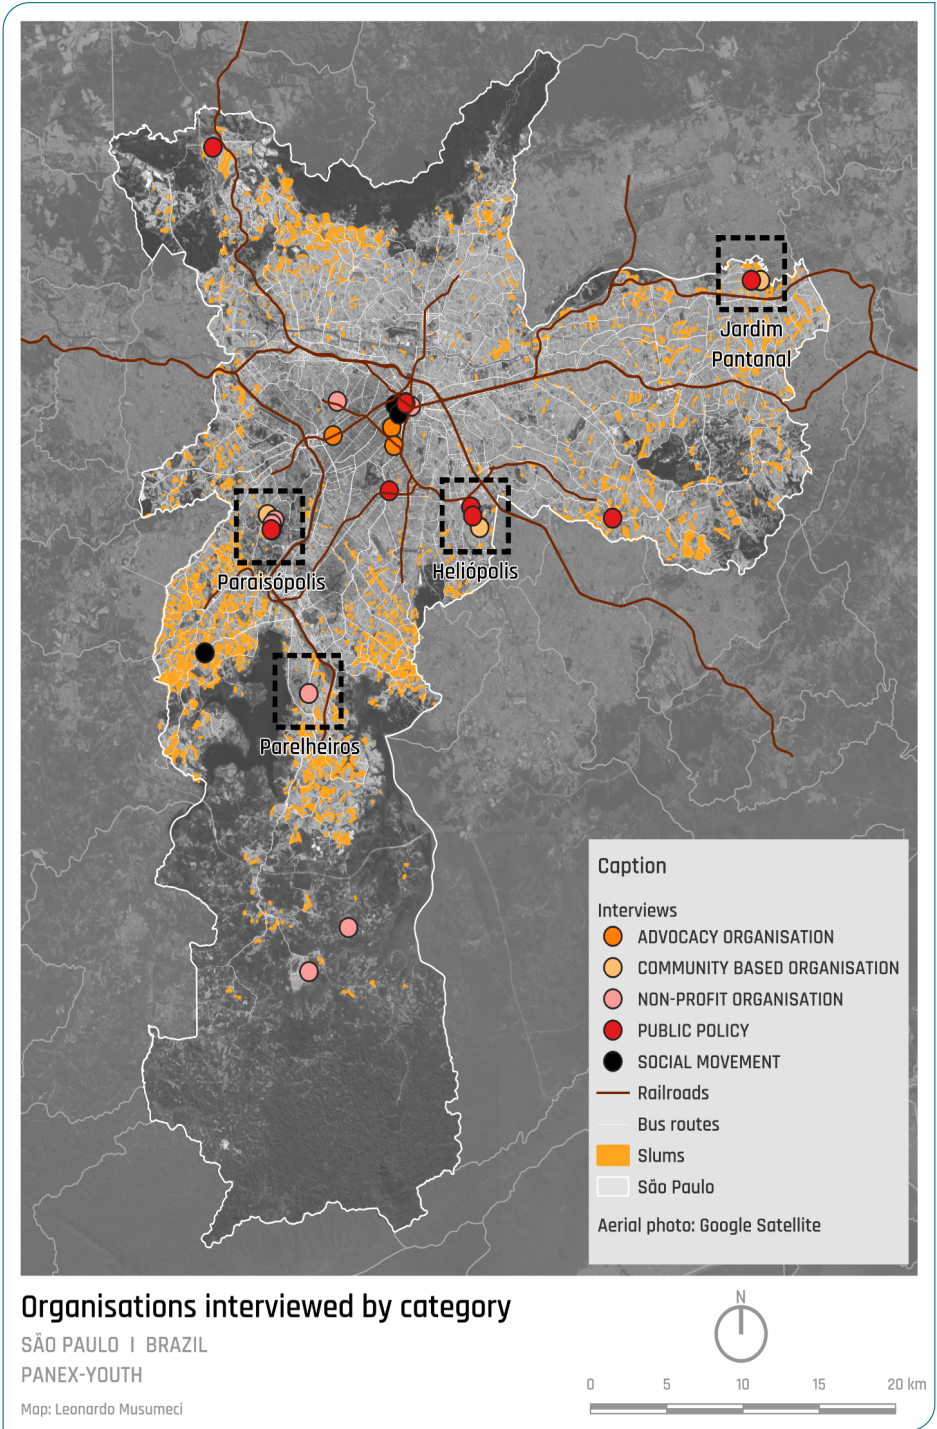 Jardim
Pantanal
Paraisópolis
Heliópolis
Parelheiros
Caption
Interviews
ADVOCACY ORGANISATION
COMMUNITY BASED ORGANISATION
NON-PROFIT ORGANISATION
PUBLIC POLICY
SOCIAL MOVEMENT
Railroads
Bus routes
Slums
São Paulo
Aerial photo: Google Satellite
Organisations interviewed by category
SÃO PAULO I BRAZIL
PANEX-YOUTH
Map: Leonardo Musumeci
N
0 5 10 15 20 km